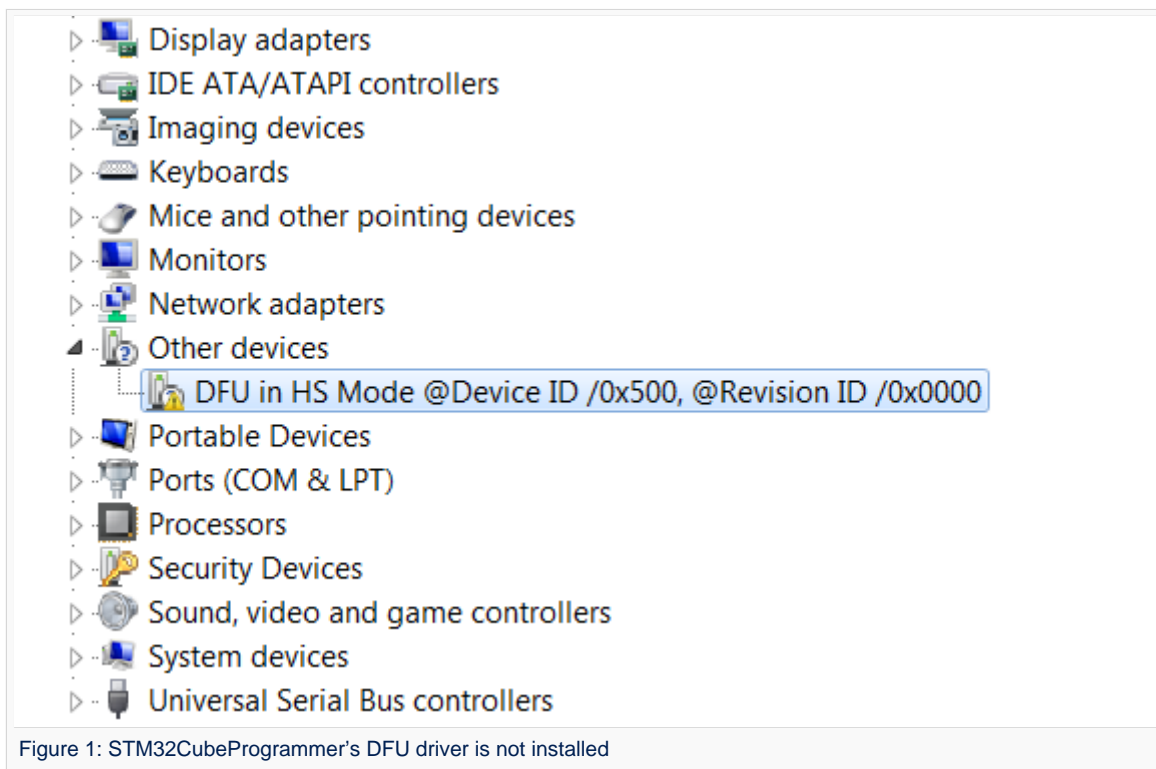 Display adapters
IDE ATA/ATAPI controllers
Imaging devices
Keyboards
Mice and other pointing devices
Monitors
Network adapters
Other devices
DFU in HS Mode @Device ID /0x500, @Revision ID /0x0000
Portable Devices
Ports (COM & LPT)
Processors
Security Devices
Sound, video and game controllers
System devices
Universal Serial Bus controllers
Figure 1: STM32CubeProgrammer's DFU driver is not installed